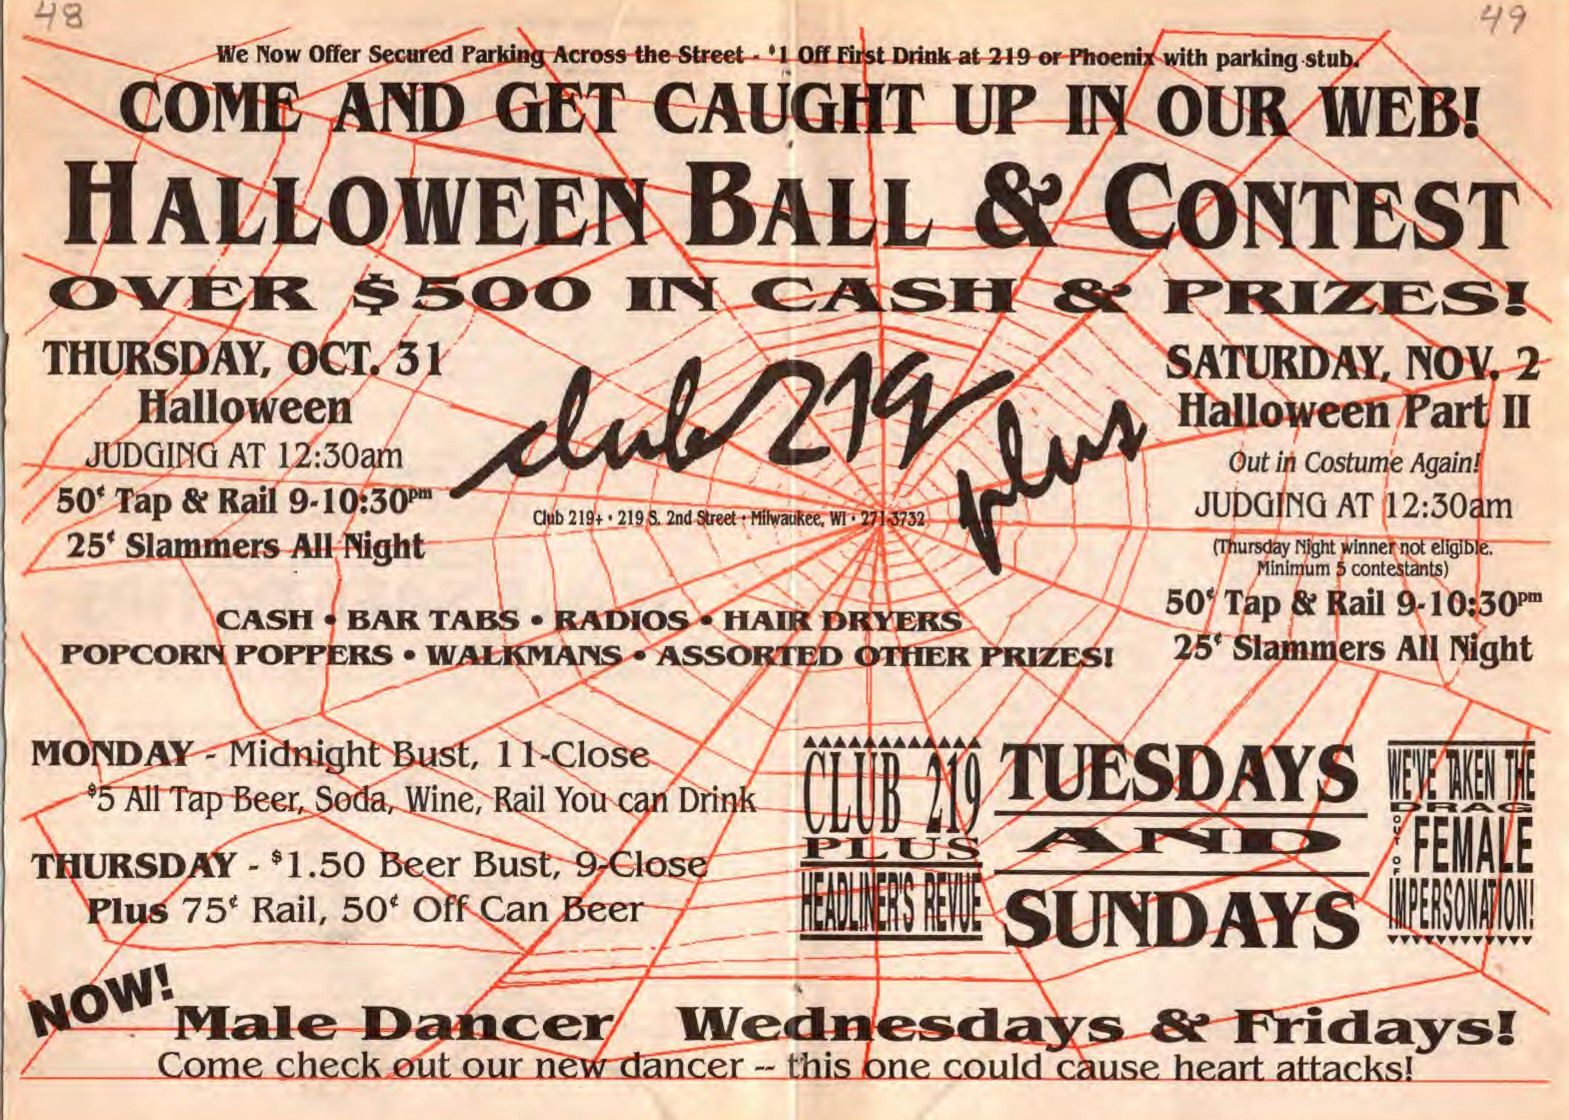 48
49
We Now Offer Secured Parking Across the Street - $1 Off First Drink at 219 or Phoenix with parking stub.
COME AND GET CAUGHT UP IN OUR WEB!
HALLOWEEN BALL & CONTEST
OVER $500 IN CASH & PRIZES!
THURSDAY, OCT. 31
Halloween
JUDGING AT 12:30am
50¢ Tap & Rail 9-10:30pm
25¢ Slammers All Night
club 219
plus
Club 219+ • 219 S. 2nd Street • Milwaukee, WI • 271-3732
SATURDAY, NOV. 2
Halloween Part II
Out in Costume Again!
JUDGING AT 12:30am
(Thursday Night winner not eligible.
Minimum 5 contestants)
50¢ Tap & Rail 9-10:30pm
25¢ Slammers All Night
CASH • BAR TABS • RADIOS • HAIR DRYERS
POPCORN POPPERS • WALKMANS • ASSORTED OTHER PRIZES!
MONDAY - Midnight Bust, 11-Close
$5 All Tap Beer, Soda, Wine, Rail You can Drink
THURSDAY - $1.50 Beer Bust, 9-Close
Plus 75¢ Rail, 50¢ Off Can Beer
CLUB 219
PLUS
HEADLINER'S REVUE
TUESDAYS
AND
SUNDAYS
WE'VE TAKEN THE
DRAG
OUT OF
FEMALE
IMPERSONATION!
NOW!
Male Dancer Wednesdays & Fridays!
Come check out our new dancer -- this one could cause heart attacks!